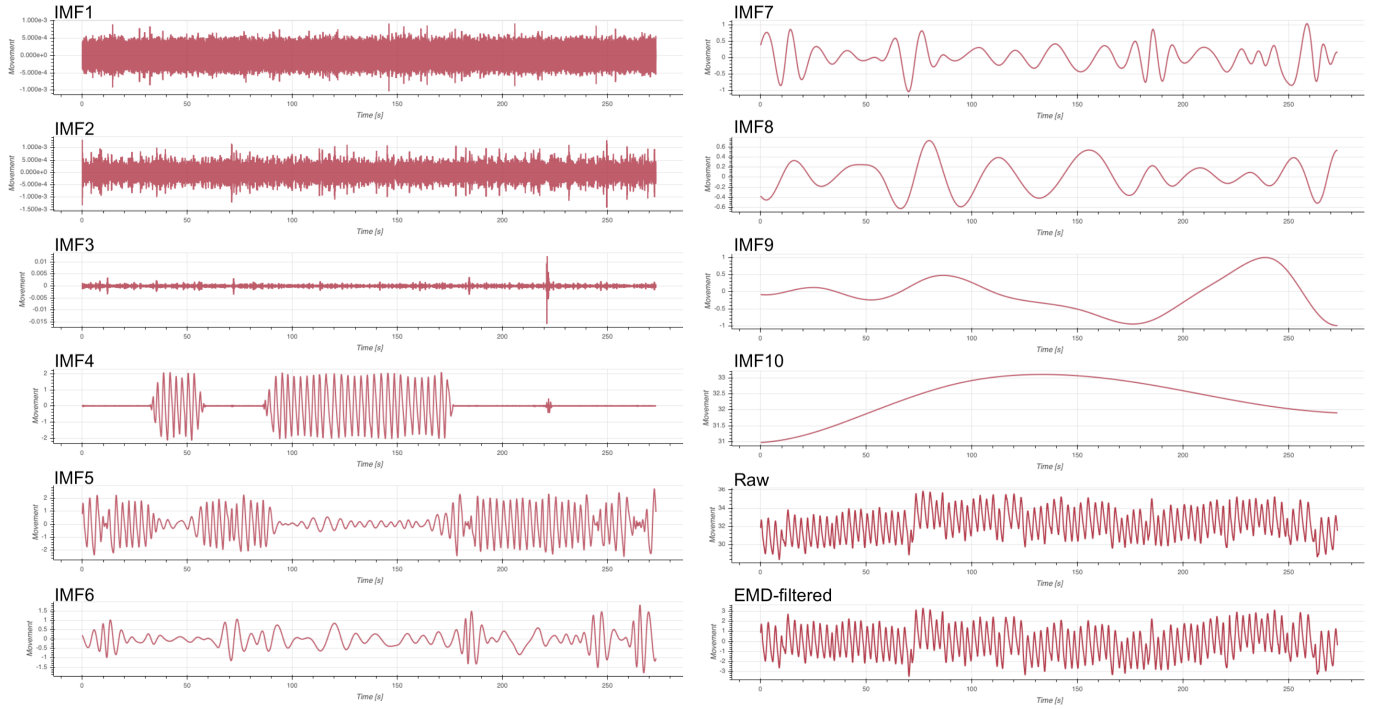 IMF1
1.000e-3
5.000e-4
0.000e+0
-5.000e-4
-1.000e-3
Movement
0 50 100 150 200 250
Time [s]
IMF2
1.000e-3
5.000e-4
0.000e+0
-5.000e-4
-1.000e-3
-1.500e-3
Movement
0 50 100 150 200 250
Time [s]
IMF3
0.01
0.005
0
-0.005
-0.01
-0.015
Movement
0 50 100 150 200 250
Time [s]
IMF4
2
1
0
-1
-2
Movement
0 50 100 150 200 250
Time [s]
IMF5
2
1
0
-1
-2
Movement
0 50 100 150 200 250
Time [s]
IMF6
1.5
1
0.5
0
-0.5
-1
-1.5
Movement
0 50 100 150 200 250
Time [s]
IMF7
1
0.5
0
-0.5
-1
Movement
0 50 100 150 200 250
Time [s]
IMF8
0.6
0.4
0.2
0
-0.2
-0.4
-0.6
Movement
0 50 100 150 200 250
Time [s]
IMF9
1
0.5
0
-0.5
-1
Movement
0 50 100 150 200 250
Time [s]
IMF10
33
32.5
32
31.5
31
Movement
0 50 100 150 200 250
Time [s]
Raw
36
34
32
30
Movement
0 50 100 150 200 250
Time [s]
EMD-filtered
3
2
1
0
-1
-2
-3
Movement
0 50 100 150 200 250
Time [s]